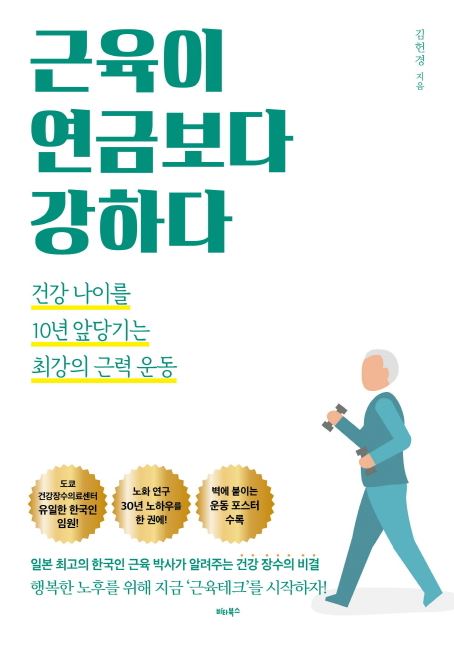 근육이
연금보다
강하다
김헌경 지음
건강 나이를
10년 앞당기는
최강의 근력 운동
도쿄
건강장수의료센터
유일한 한국인
임원!
노화 연구
30년 노하우를
한 권에!
벽에 붙이는
운동 포스터
수록
일본 최고의 한국인 근육 박사가 알려주는 건강 장수의 비결
행복한 노후를 위해 지금 ‘근육테크’를 시작하자!
비타북스